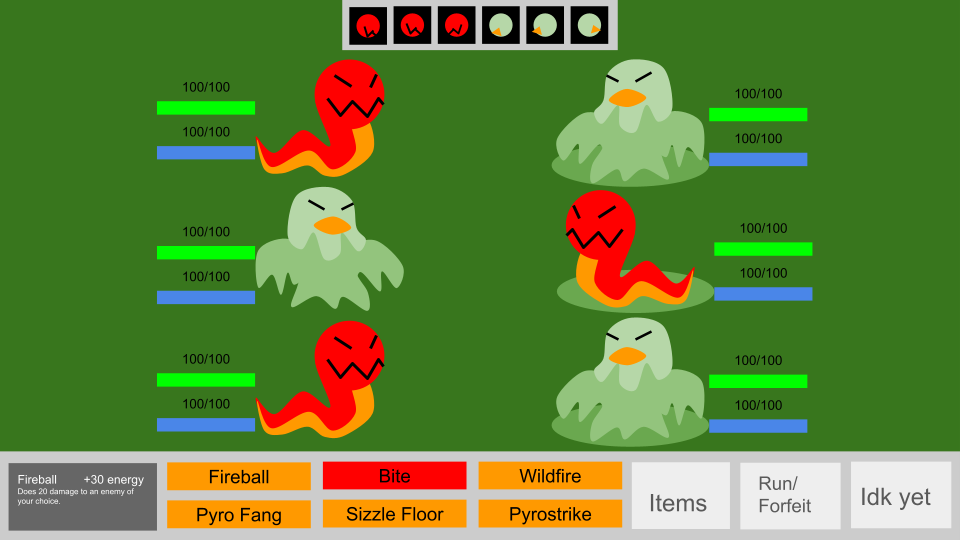 100/100
100/100
100/100
100/100
100/100
100/100
100/100
100/100
100/100
100/100
100/100
100/100
Fireball +30 energy
Does 20 damage to an enemy of
your choice.
Fireball
Bite
Wildfire
Pyro Fang
Sizzle Floor
Pyrostrike
Items
Run/
Forfeit
Idk yet